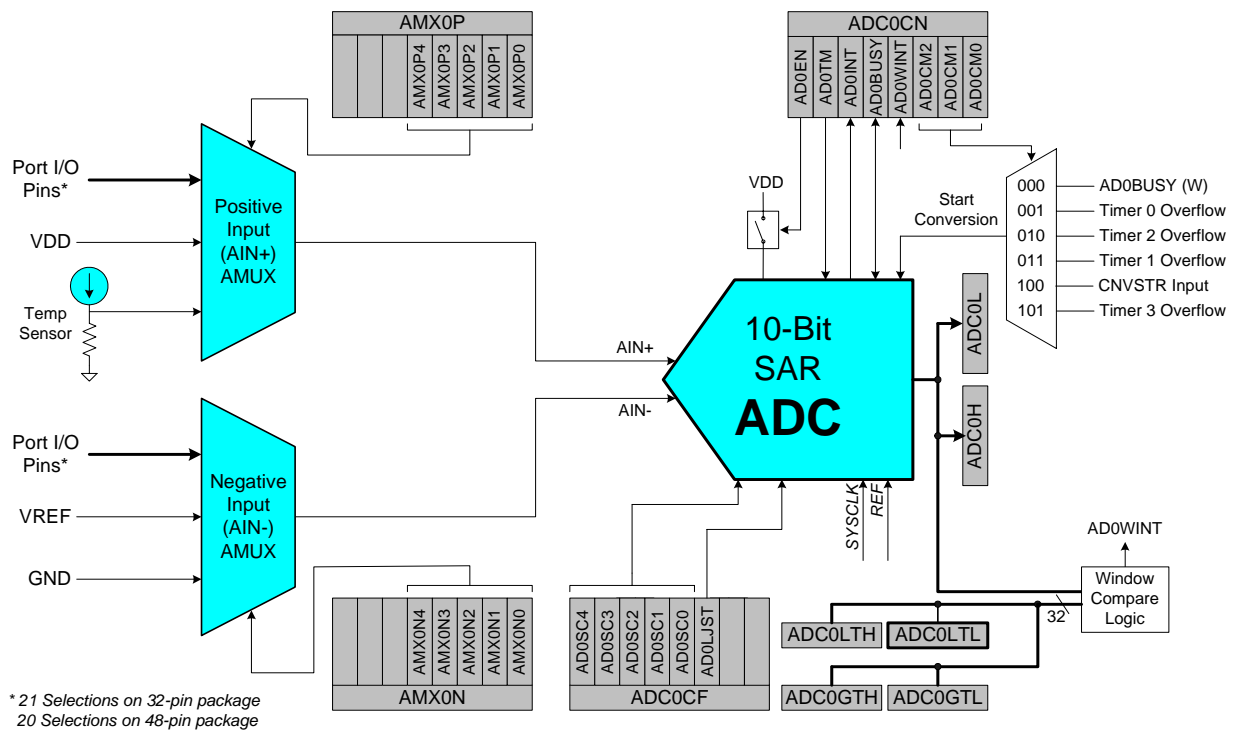 AMX0P
AMX0P4
AMX0P3
AMX0P2
AMX0P1
AMX0P0
ADC0CN
AD0EN
AD0TM
AD0INT
AD0BUSY
AD0WINT
AD0CM2
AD0CM1
AD0CM0
Port I/O
Pins*
VDD
Temp
Sensor
Positive
Input
(AIN+)
AMUX
VDD
Start
Conversion
000
AD0BUSY (W)
001
Timer 0 Overflow
010
Timer 2 Overflow
011
Timer 1 Overflow
100
CNVSTR Input
101
Timer 3 Overflow
AIN+
AIN-
10-Bit
SAR
ADC
ADC0L
ADC0H
Port I/O
Pins*
VREF
GND
Negative
Input
(AIN-)
AMUX
SYSCLK
REF
AD0WINT
Window
Compare
Logic
32
AMX0N4
AMX0N3
AMX0N2
AMX0N1
AMX0N0
AMX0N
AD0SC4
AD0SC3
AD0SC2
AD0SC1
AD0SC0
AD0LJST
ADC0CF
ADC0LTH
ADC0LTL
ADC0GTH
ADC0GTL
* 21 Selections on 32-pin package
20 Selections on 48-pin package